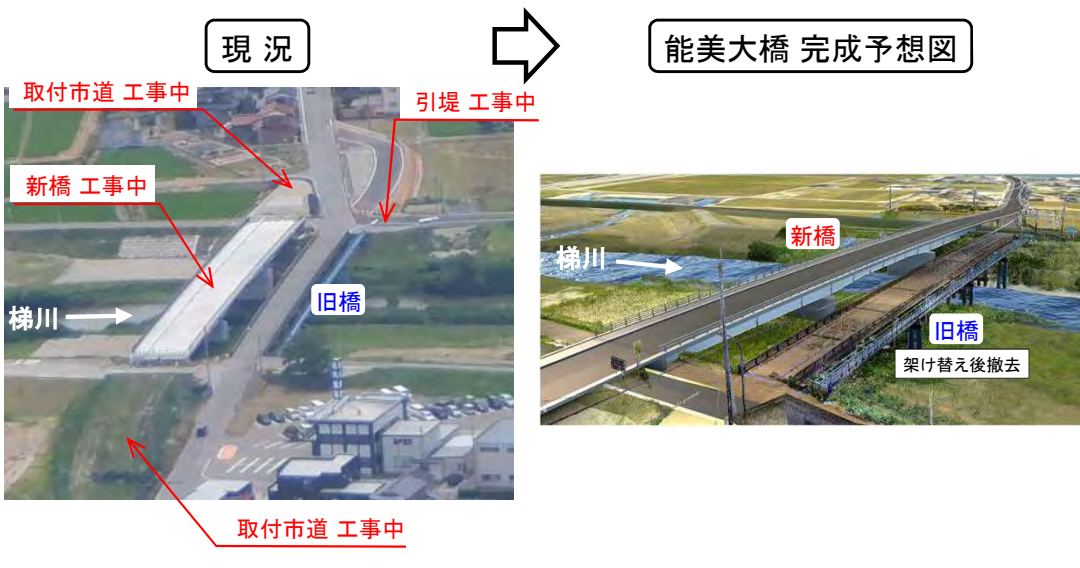 現 況
能美大橋 完成予想図
取付市道 工事中
引堤 工事中
新橋 工事中
梯川
旧橋
取付市道 工事中
新橋
梯川
旧橋
架け替え後撤去